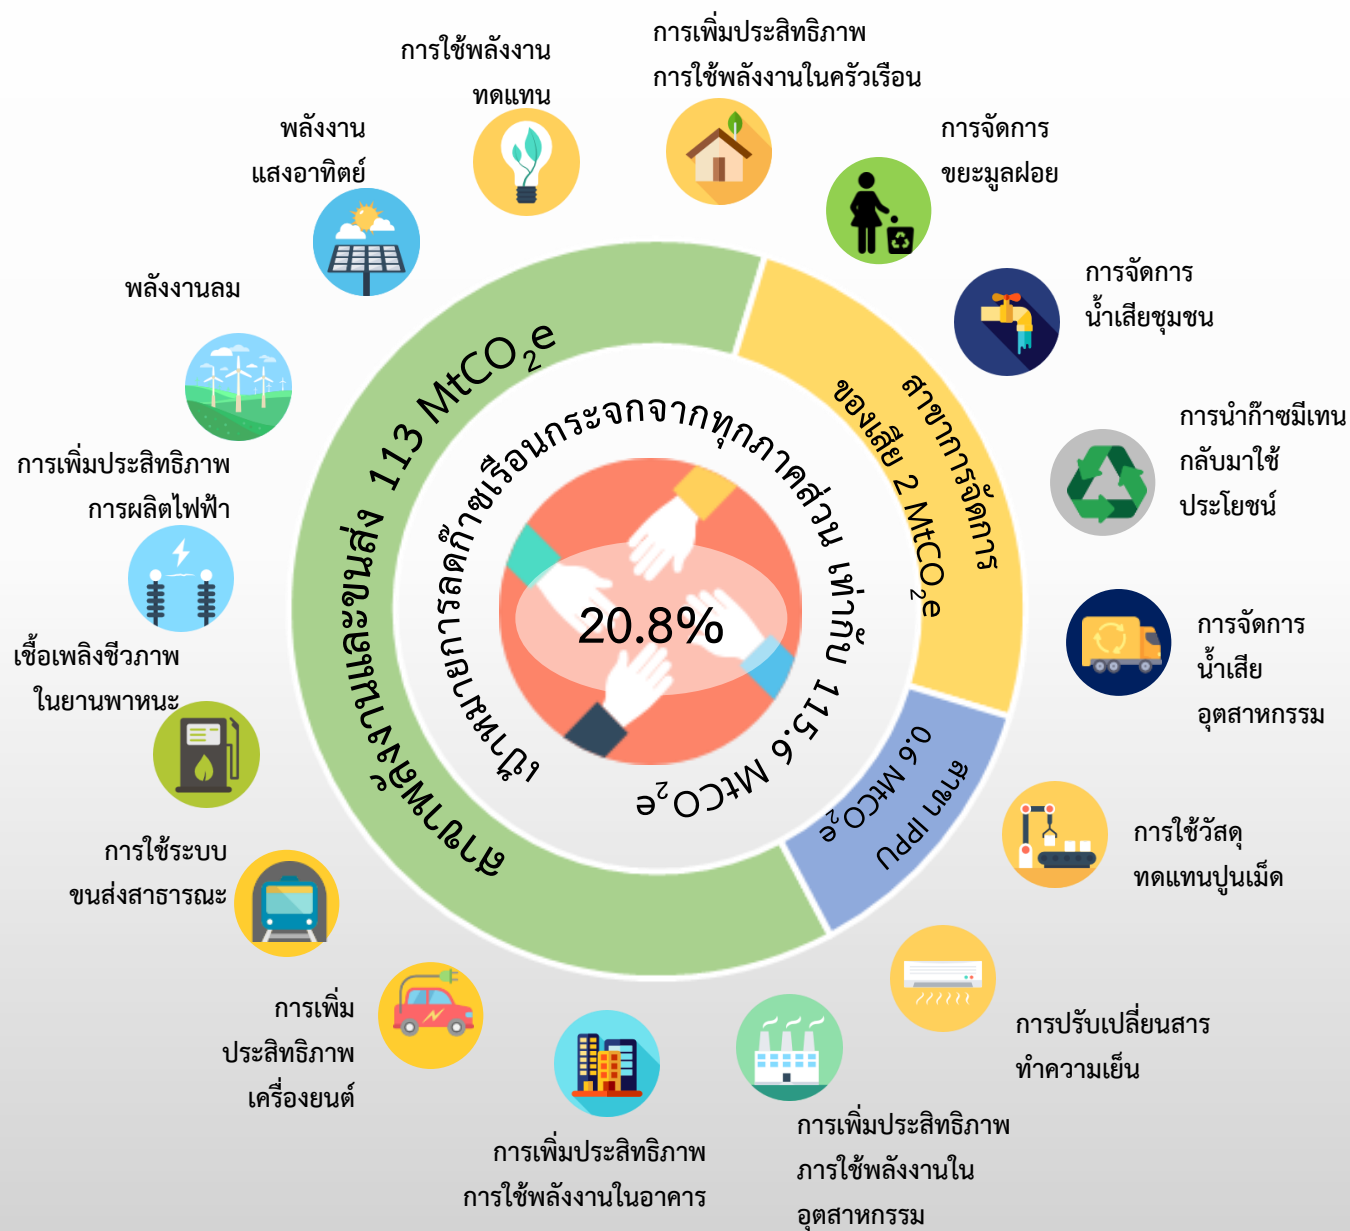 การเพิ่มประสิทธิภาพ
การใช้พลังงานในครัวเรือน
การใช้พลังงาน
ทดแทน
พลังงาน
แสงอาทิตย์
พลังงานลม
การเพิ่มประสิทธิภาพ
การผลิตไฟฟ้า
เชื้อเพลิงชีวภาพ
ในยานพาหนะ
การใช้ระบบ
ขนส่งสาธารณะ
การเพิ่ม
ประสิทธิภาพ
เครื่องยนต์
การเพิ่มประสิทธิภาพ
การใช้พลังงานในอาคาร
การเพิ่มประสิทธิภาพ
ภารใช้พลังงานใน
อุตสาหกรรม
การจัดการ
ขยะมูลฝอย
การจัดการ
น้ำเสียชุมชน
การนำก๊าซมีเทน
กลับมาใช้
ประโยชน์
การจัดการ
น้ำเสีย
อุตสาหกรรม
การใช้วัสดุ
ทดแทนปูนเม็ด
การปรับเปลี่ยนสาร
ทำความเย็น
สาขาพลังงานและขนส่ง 113 MtCO₂e
สาขาการจัดการ
ของเสีย 2 MtCO₂e
สาขา IPPU
0.6 MtCO₂e
เป้าหมายการลดก๊าซเรือนกระจกจากทุกภาคส่วน เท่ากับ 115.6 MtCO₂e
20.8%